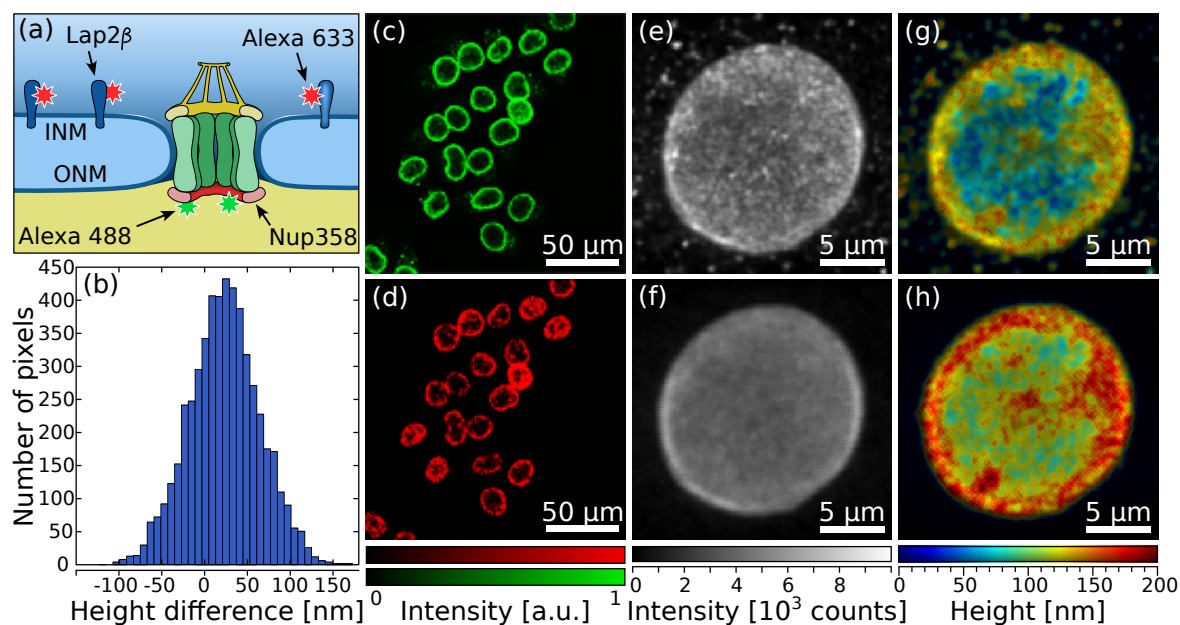 (a)
Lap2β
Alexa 633
INM
ONM
Alexa 488
Nup358
(b)
Number of pixels
450
400
350
300
250
200
150
100
50
0
-100 -50 0 50 100 150
Height difference [nm]
(c)
50 μm
(d)
50 μm
0 1
Intensity [a.u.]
(e)
5 μm
(f)
5 μm
0 2 4 6 8
Intensity [10³ counts]
(g)
5 μm
(h)
5 μm
0 50 100 150 200
Height [nm]